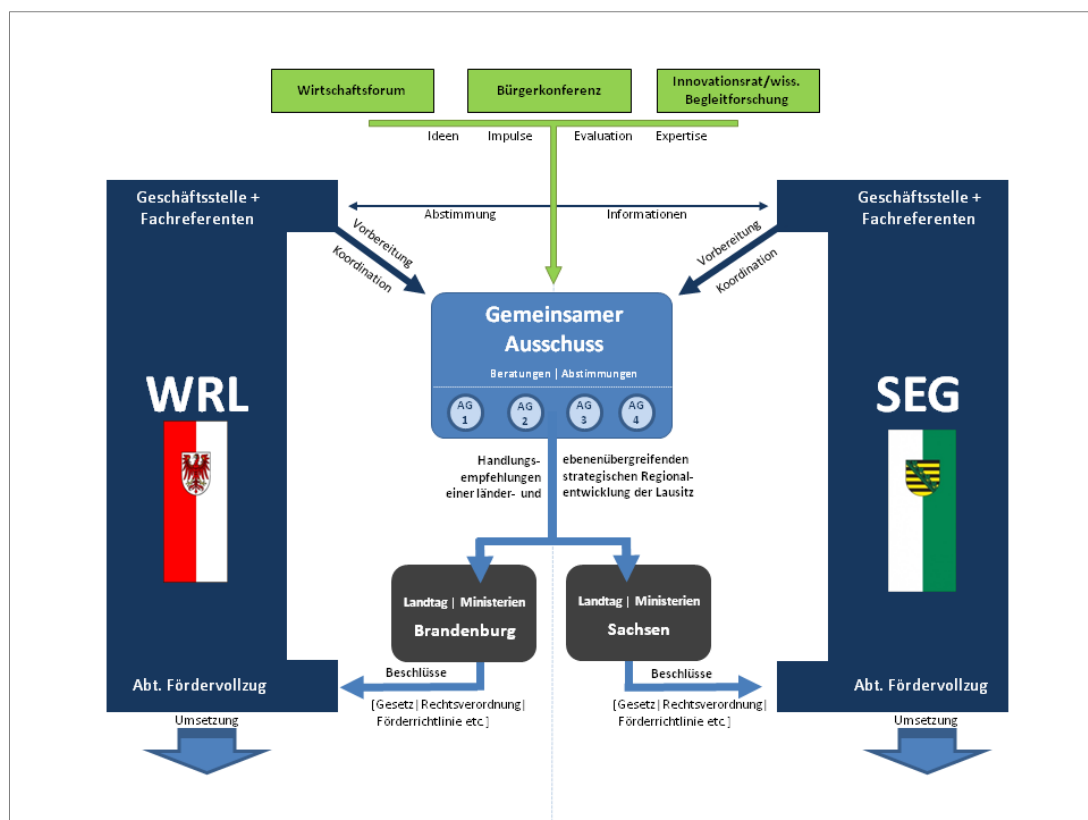 Wirtschaftsforum
Bürgerkonferenz
Innovationsrat/wiss.
Begleitforschung
Ideen
Impulse
Evaluation
Expertise
Geschäftsstelle +
Fachreferenten
Abstimmung
Informationen
Geschäftsstelle +
Fachreferenten
Vorbereitung
Koordination
Vorbereitung
Koordination
Gemeinsamer
Ausschuss
Beratungen | Abstimmungen
AG
1
AG
2
AG
3
AG
4
WRL
SEG
Handlungs-
empfehlungen
einer länder- und
ebenenübergreifenden
strategischen Regional-
entwicklung der Lausitz
Landtag | Ministerien
Brandenburg
Landtag | Ministerien
Sachsen
Beschlüsse
[Gesetz| Rechtsverordnung|
Förderrichtlinie etc.]
Beschlüsse
[Gesetz| Rechtsverordnung|
Förderrichtlinie etc.]
Abt. Fördervollzug
Abt. Fördervollzug
Umsetzung
Umsetzung